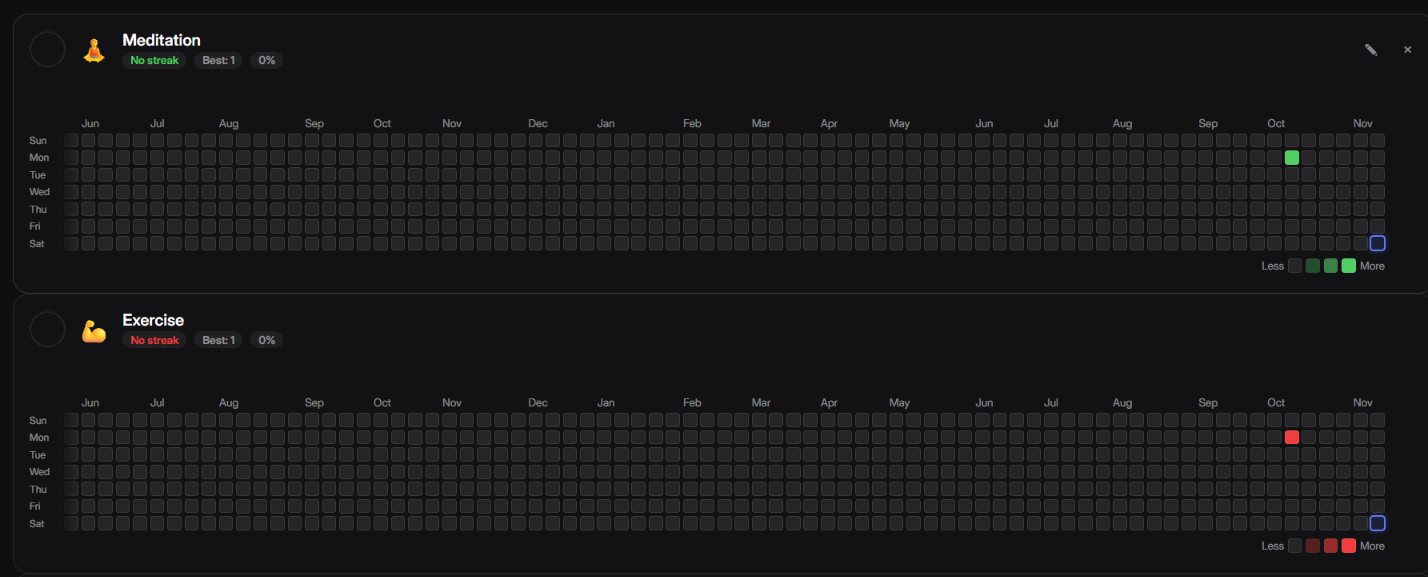 Meditation
No streak Best: 1 0%
Jun Jul Aug Sep Oct Nov Dec Jan Feb Mar Apr May Jun Jul Aug Sep Oct Nov
Sun
Mon
Tue
Wed
Thu
Fri
Sat
Less More
Exercise
No streak Best: 1 0%
Jun Jul Aug Sep Oct Nov Dec Jan Feb Mar Apr May Jun Jul Aug Sep Oct Nov
Sun
Mon
Tue
Wed
Thu
Fri
Sat
Less More